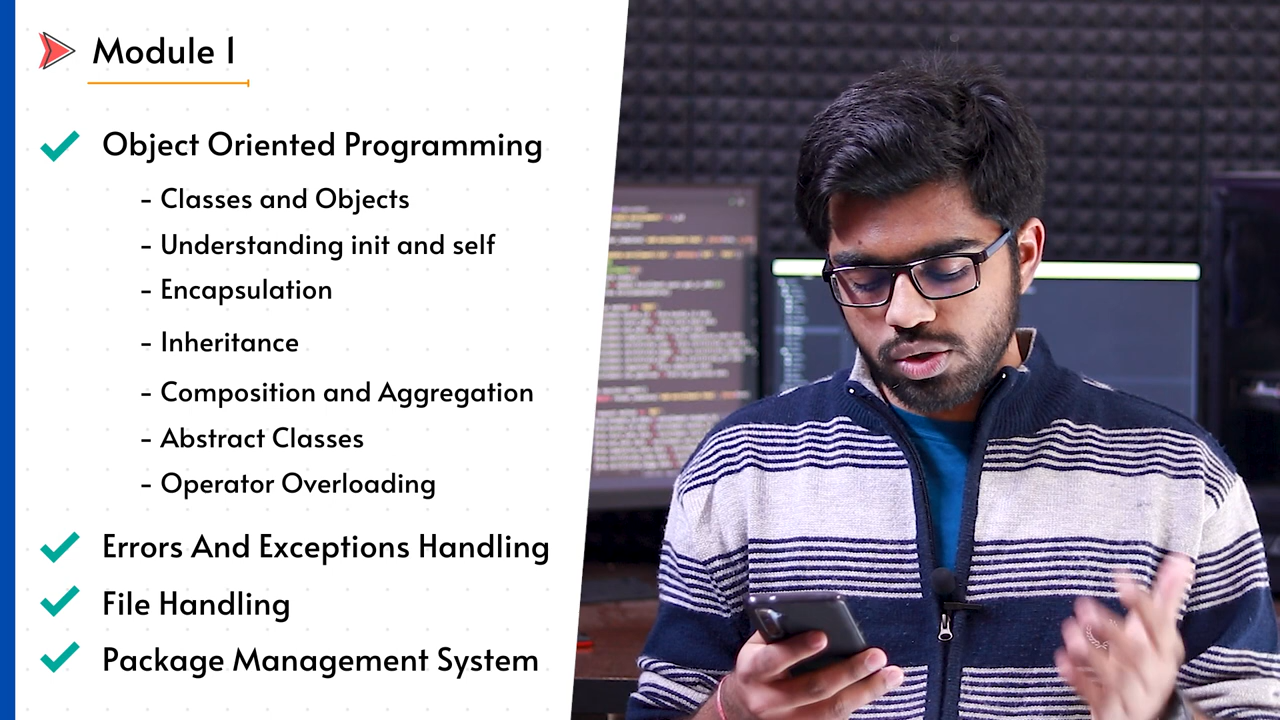 Module 1
Object Oriented Programming
- Classes and Objects
- Understanding init and self
- Encapsulation
- Inheritance
- Composition and Aggregation
- Abstract Classes
- Operator Overloading
Errors And Exceptions Handling
File Handling
Package Management System